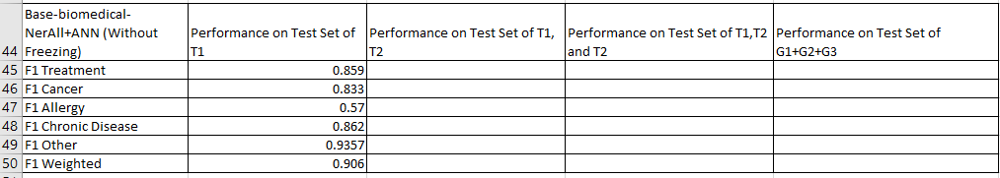 Base-biomedical-
NerAll+ANN (Without Performance on Test Set of Performance on Test Set of T1, Performance on Test Set of T1,T2 Performance on Test Set of
44 Freezing) T1 T2 and T2 G1+G2+G3
45 F1 Treatment 0.859
46 F1 Cancer 0.833
47 F1 Allergy 0.57
48 F1 Chronic Disease 0.862
49 F1 Other 0.9357
50 F1 Weighted 0.906